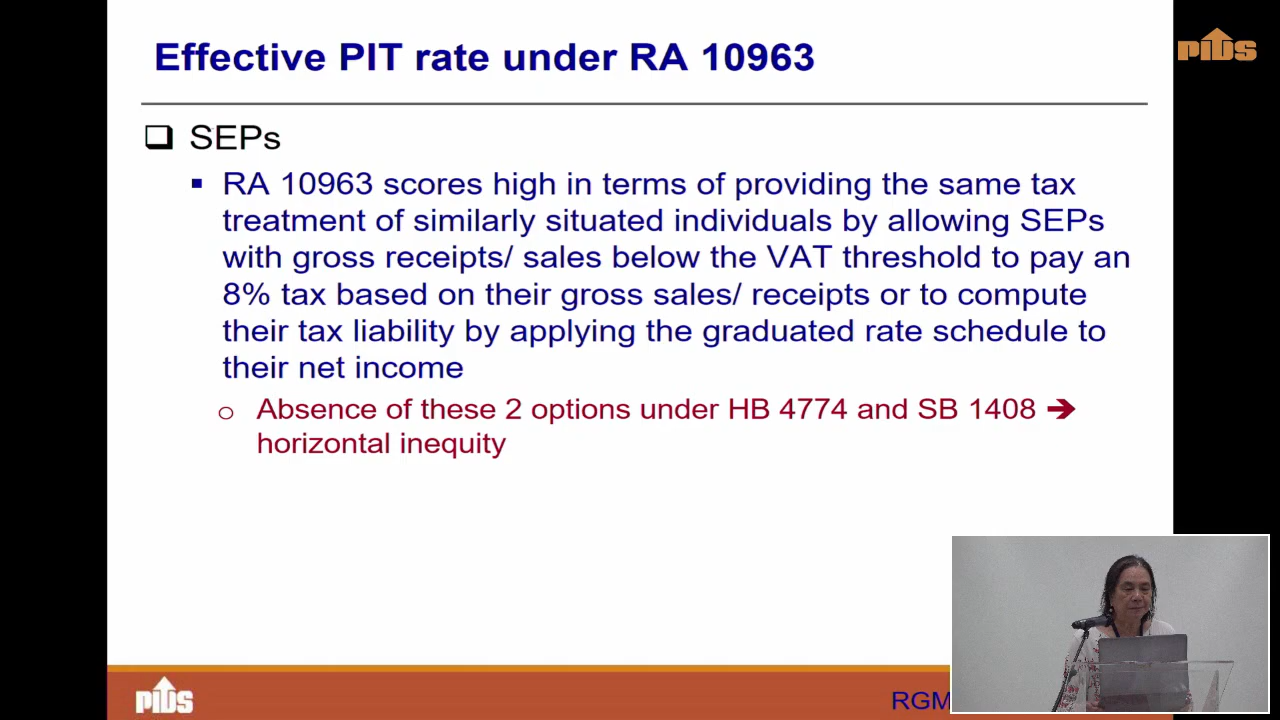 Effective PIT rate under RA 10963
PIDS
SEPs
RA 10963 scores high in terms of providing the same tax
treatment of similarly situated individuals by allowing SEPs
with gross receipts/ sales below the VAT threshold to pay an
8% tax based on their gross sales/ receipts or to compute
their tax liability by applying the graduated rate schedule to
their net income
Absence of these 2 options under HB 4774 and SB 1408 ➔
horizontal inequity
PIDS
RGM